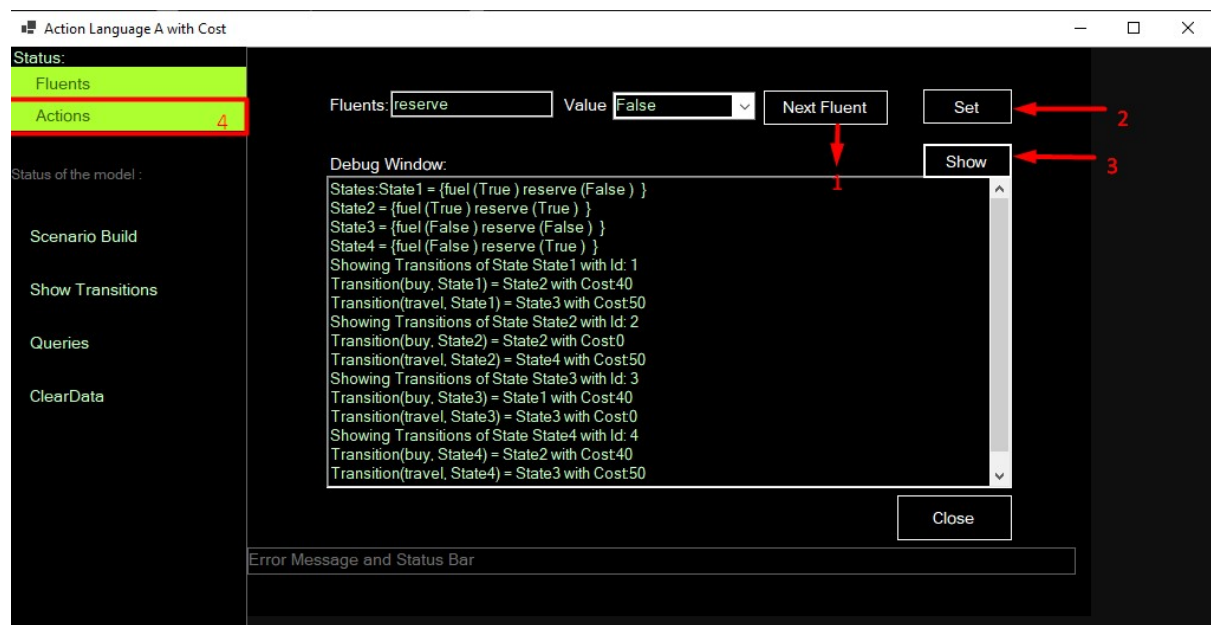 Action Language A with Cost
Status:
Fluents
Actions
4
Status of the model :
Scenario Build
Show Transitions
Queries
ClearData
Fluents: reserve Value False Next Fluent Set
2
Debug Window: Show
1
3
States:State1 = {fuel (True ) reserve (False ) }
State2 = {fuel (True ) reserve (True ) }
State3 = {fuel (False ) reserve (False ) }
State4 = {fuel (False ) reserve (True ) }
Showing Transitions of State State1 with Id: 1
Transition(buy, State1) = State2 with Cost:40
Transition(travel, State1) = State3 with Cost:50
Showing Transitions of State State2 with Id: 2
Transition(buy, State2) = State2 with Cost:0
Transition(travel, State2) = State4 with Cost:50
Showing Transitions of State State3 with Id: 3
Transition(buy, State3) = State1 with Cost:40
Transition(travel, State3) = State3 with Cost:0
Showing Transitions of State State4 with Id: 4
Transition(buy, State4) = State2 with Cost:40
Transition(travel, State4) = State3 with Cost:50
Close
Error Message and Status Bar